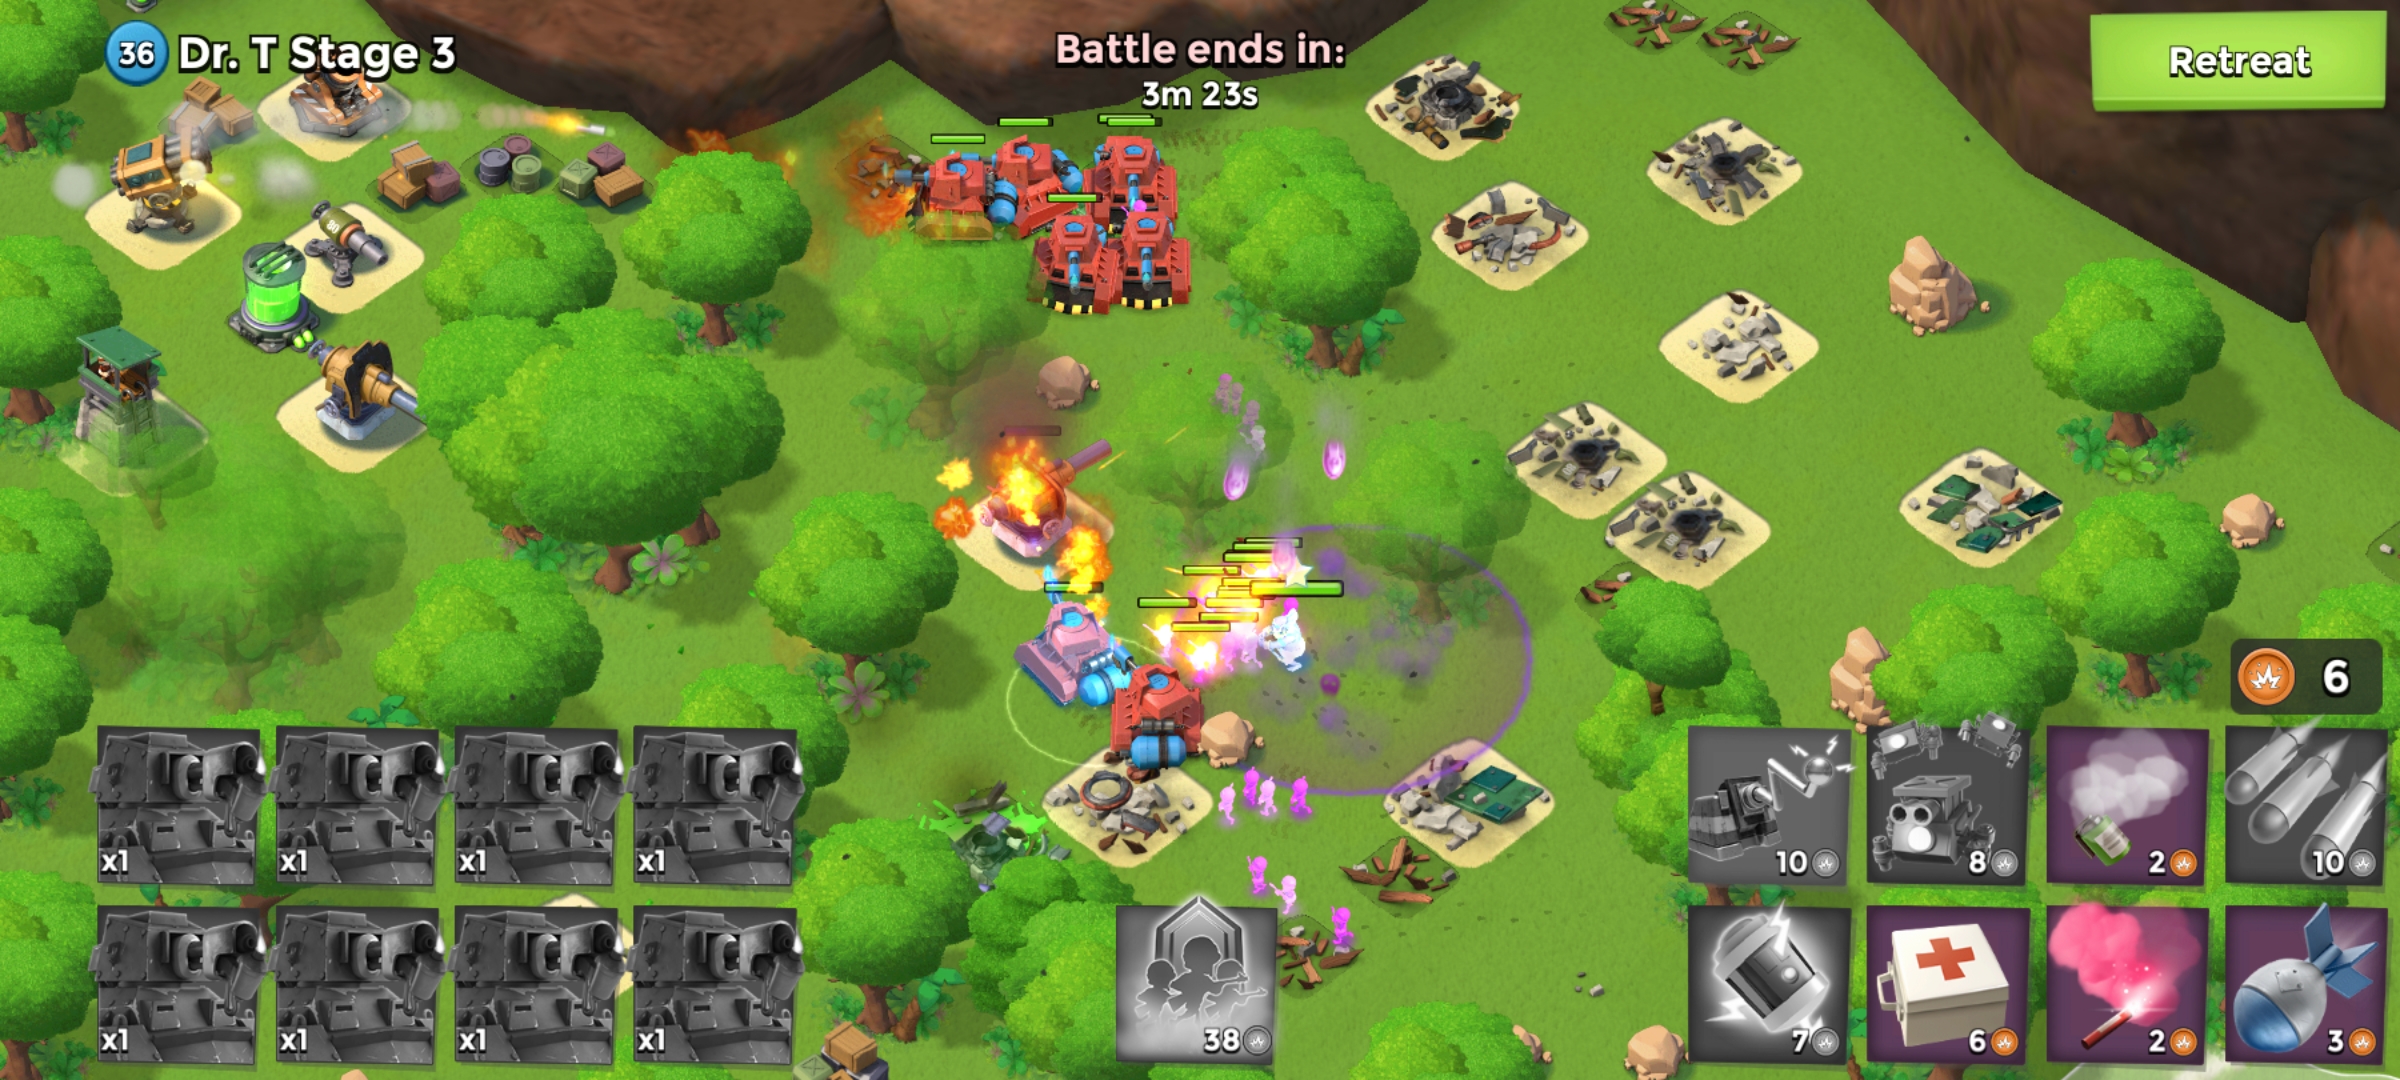 36 Dr. T Stage 3
Battle ends in:
3m 23s
Retreat
6
x1 x1 x1 x1
10 8 2 10
x1 x1 x1 x1
38
7 6 2 3